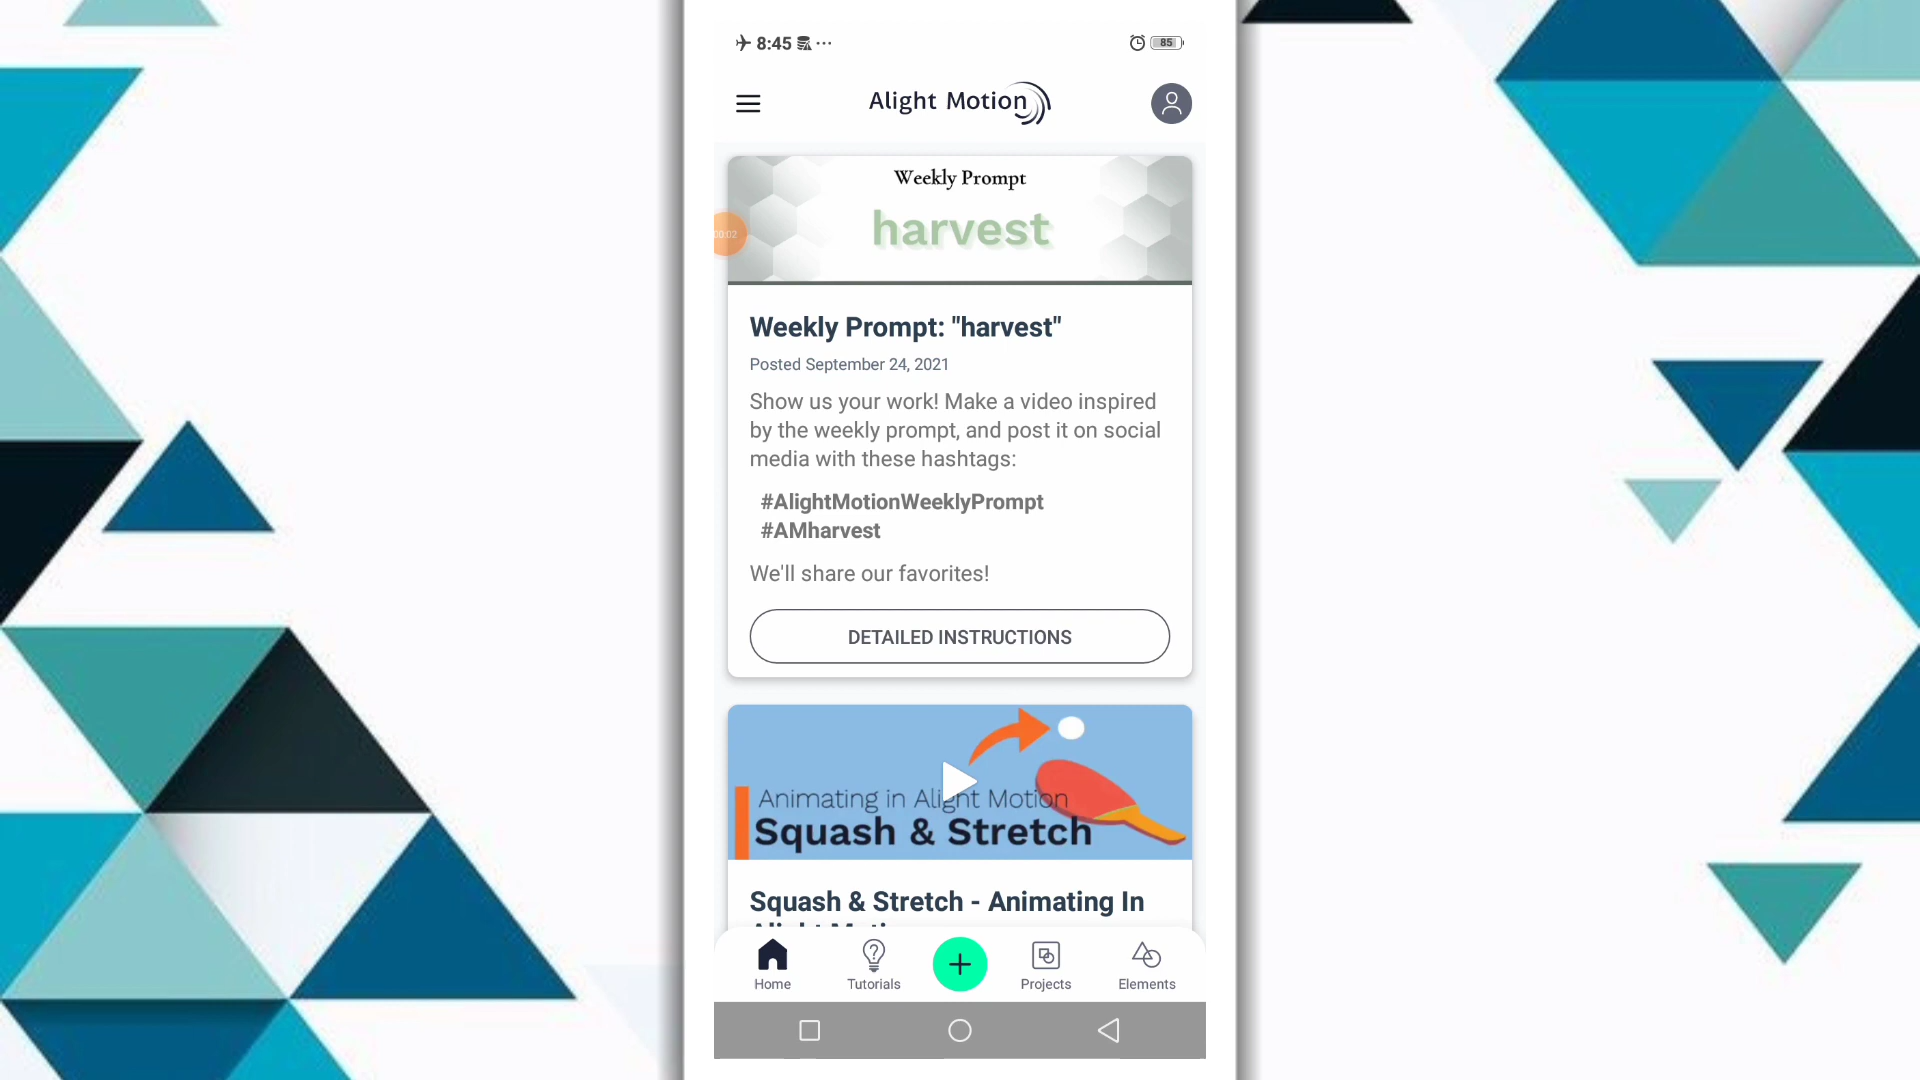 8:45
85
Alight Motion
Weekly Prompt
harvest
00:02
Weekly Prompt: "harvest"
Posted September 24, 2021
Show us your work! Make a video inspired
by the weekly prompt, and post it on social
media with these hashtags:
#AlightMotionWeeklyPrompt
#AMharvest
We'll share our favorites!
DETAILED INSTRUCTIONS
Animating in Alight Motion
Squash & Stretch
Squash & Stretch - Animating In
Home
Tutorials
Projects
Elements